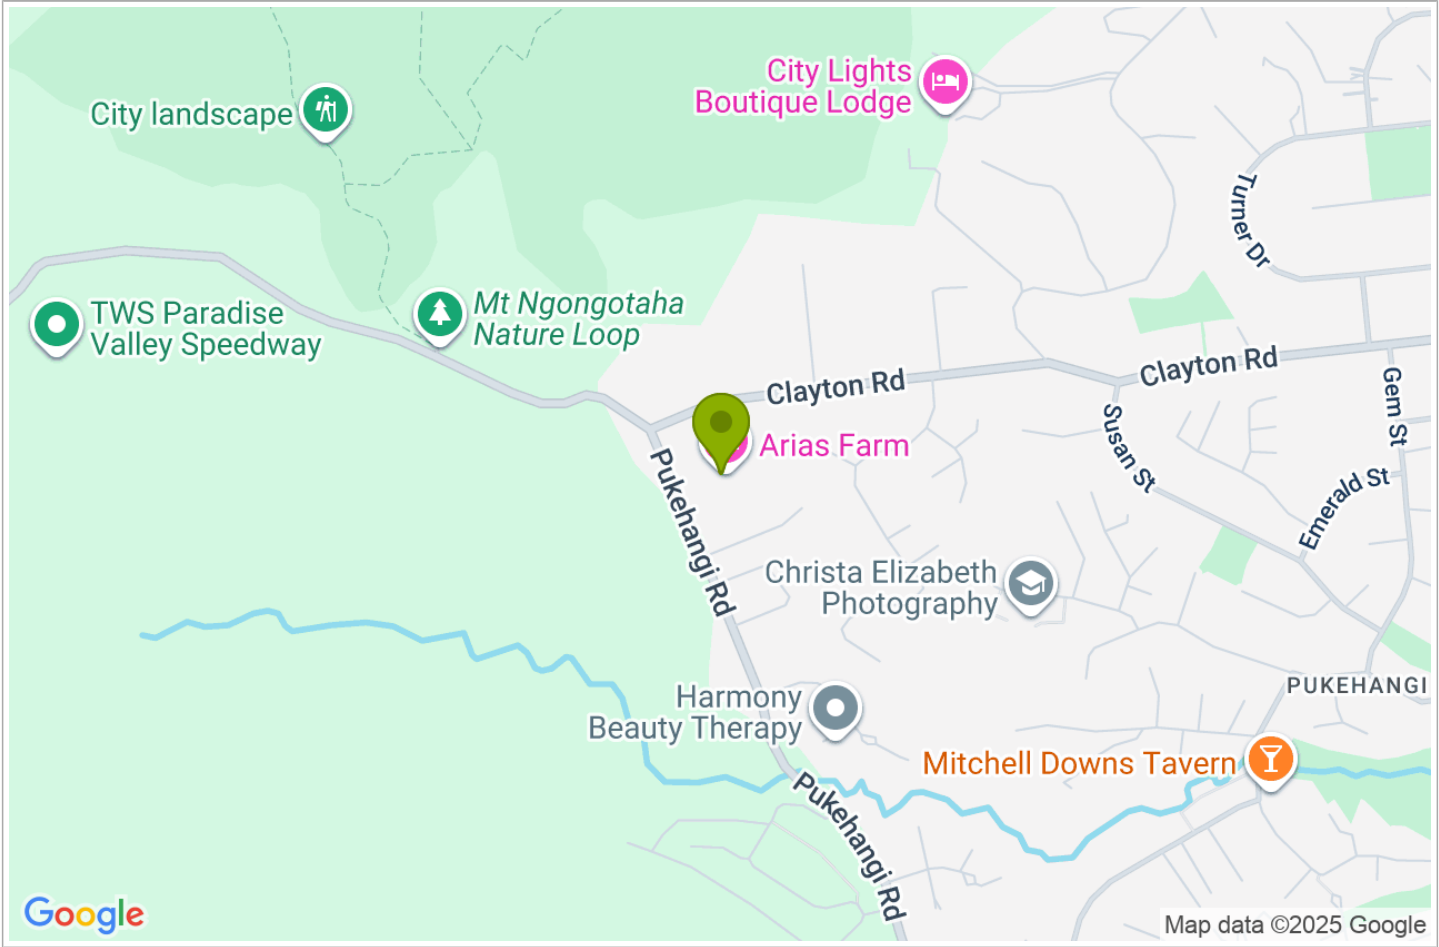 City Lights
Boutique Lodge
City landscape
Turner Dr
Mt Ngongotaha
Nature Loop
TWS Paradise
Valley Speedway
Clayton Rd
Clayton Rd
Gem St
Susan St
Arias Farm
Emerald St
Pukehangi Rd
Christa Elizabeth
Photography
PUKEHANGI
Harmony
Beauty Therapy
Mitchell Downs Tavern
Pukehangi Rd
Google
Map data ©2025 Google